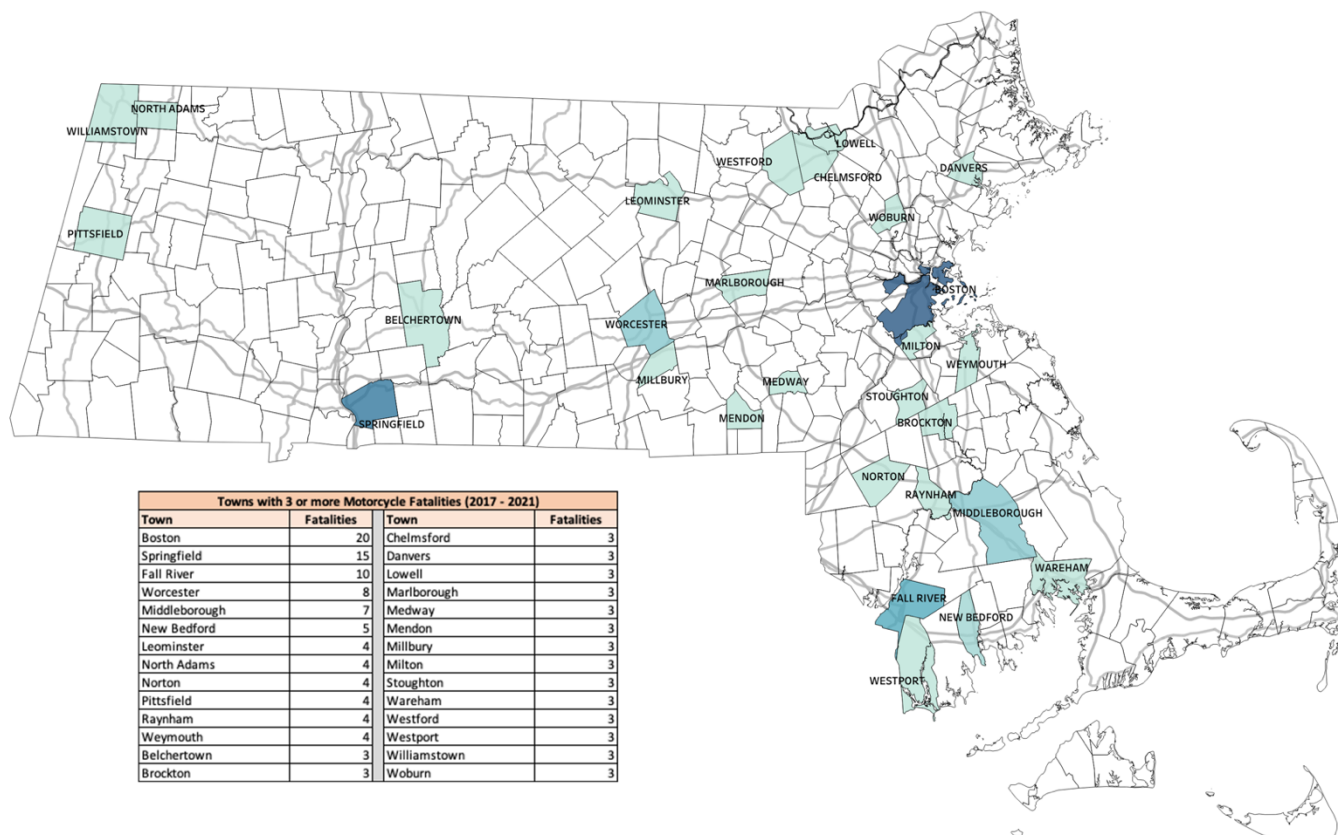 NORTH ADAMS
WILLIAMSTOWN
LOWELL
WESTFORD
DANVERS
CHELMSFORD
LEOMINSTER
WOBURN
PITTSFIELD
MARLBOROUGH
BOSTON
BELCHERTOWN
WORCESTER
MILTON
WEYMOUTH
MILLBURY
MEDWAY
STOUGHTON
MENDON
BROCKTON
SPRINGFIELD
NORTON
RAYNHAM
MIDDLEBOROUGH
WAREHAM
FALL RIVER
NEW BEDFORD
WESTPORT
Towns with 3 or more Motorcycle Fatalities (2017 - 2021)
Town Fatalities Town Fatalities
Boston 20 Chelmsford 3
Springfield 15 Danvers 3
Fall River 10 Lowell 3
Worcester 8 Marlborough 3
Middleborough 7 Medway 3
New Bedford 5 Mendon 3
Leominster 4 Millbury 3
North Adams 4 Milton 3
Norton 4 Stoughton 3
Pittsfield 4 Wareham 3
Raynham 4 Westford 3
Weymouth 4 Westport 3
Belchertown 3 Williamstown 3
Brockton 3 Woburn 3